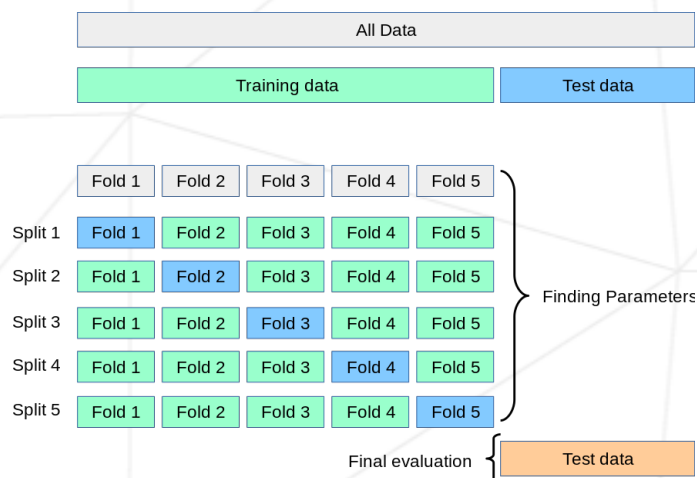 All Data
Training data Test data
Fold 1 Fold 2 Fold 3 Fold 4 Fold 5
Split 1 Fold 1 Fold 2 Fold 3 Fold 4 Fold 5
Split 2 Fold 1 Fold 2 Fold 3 Fold 4 Fold 5
Finding Parameters
Split 3 Fold 1 Fold 2 Fold 3 Fold 4 Fold 5
Split 4 Fold 1 Fold 2 Fold 3 Fold 4 Fold 5
Split 5 Fold 1 Fold 2 Fold 3 Fold 4 Fold 5
Final evaluation Test data